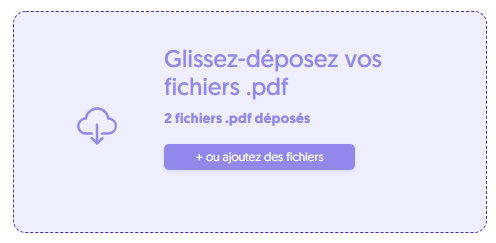 Glissez-déposez vos
fichiers .pdf
2 fichiers .pdf déposés
+ ou ajoutez des fichiers